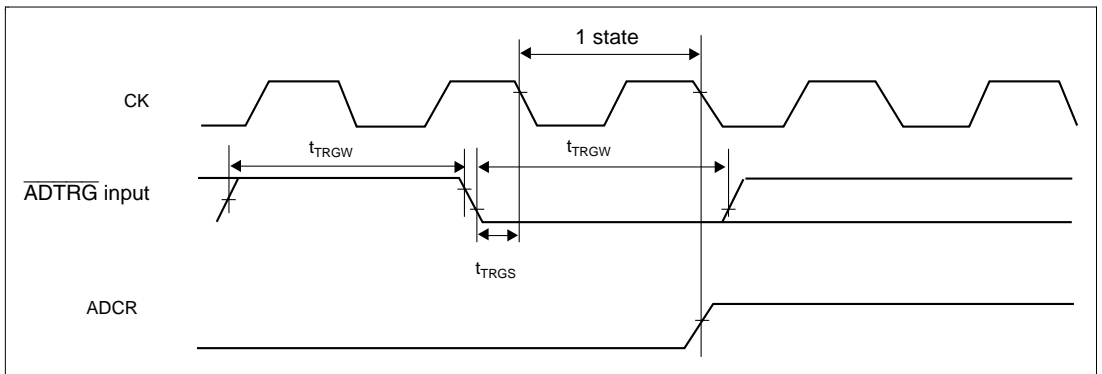 1 state
CK
tTRGW
tTRGW
ADTRG input
tTRGS
ADCR